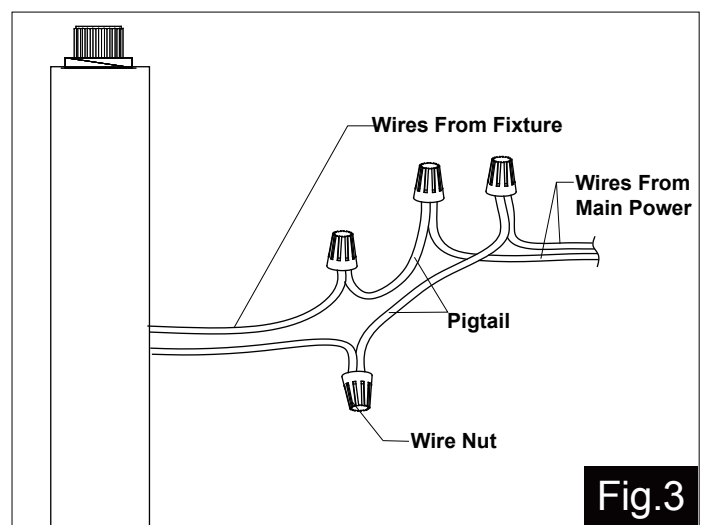 Wires From Fixture
Wires From
Main Power
Pigtail
Wire Nut
Fig.3